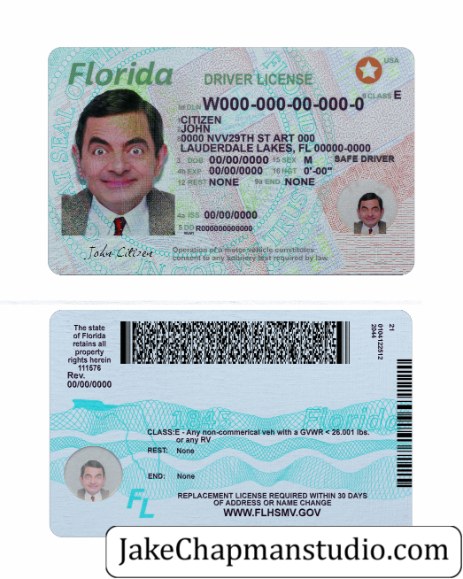 Florida
DRIVER LICENSE
USA
4d DLN W000-000-00-000-0
9 CLASS E
CITIZEN
JOHN
0000 NVV29TH ST ART 000
LAUDERDALE LAKES, FL 00000-0000
3 DOB 00/00/0000 15 SEX M
SAFE DRIVER
4b EXP 00/00/0000 16 HGT 0'-00"
12 REST NONE 9a END NONE
4a ISS 00/00/0000
5 DD R000000000000
John Citizen
Operation of a motor vehicle constitutes
consent to any sobriety test required by law.
The state
of Florida
retains all
property
rights herein
111576
Rev.
00/00/0000
21
0104122012
2044
1845
Florida
CLASS:E - Any non-commerical veh with a GVWR < 26.001 lbs.
or any RV
REST: None
END: None
FL
REPLACEMENT LICENSE REQUIRED WITHIN 30 DAYS
OF ADDRESS OR NAME CHANGE
WWW.FLHSMV.GOV
JakeChapmanstudio.com